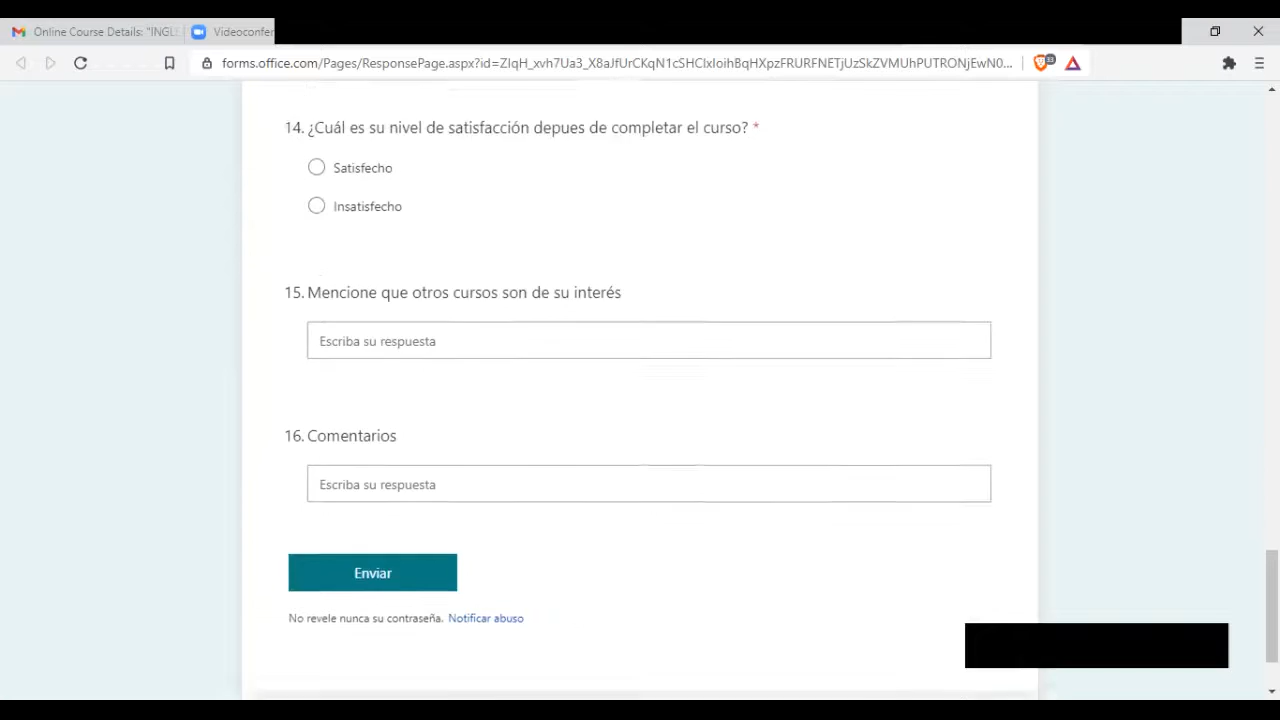 Online Course Details: "INGL
Videoconfer
forms.office.com/Pages/ResponsePage.aspx?id=ZIqH_xvh7Ua3_X8aJfUrCKqN1cSHClxIoihBqHXpzFRURFNETjUzSkZVMUhPUTRONjEwN0...
33
14. ¿Cuál es su nivel de satisfacción depues de completar el curso? *
Satisfecho
Insatisfecho
15. Mencione que otros cursos son de su interés
Escriba su respuesta
16. Comentarios
Escriba su respuesta
Enviar
No revele nunca su contraseña. Notificar abuso